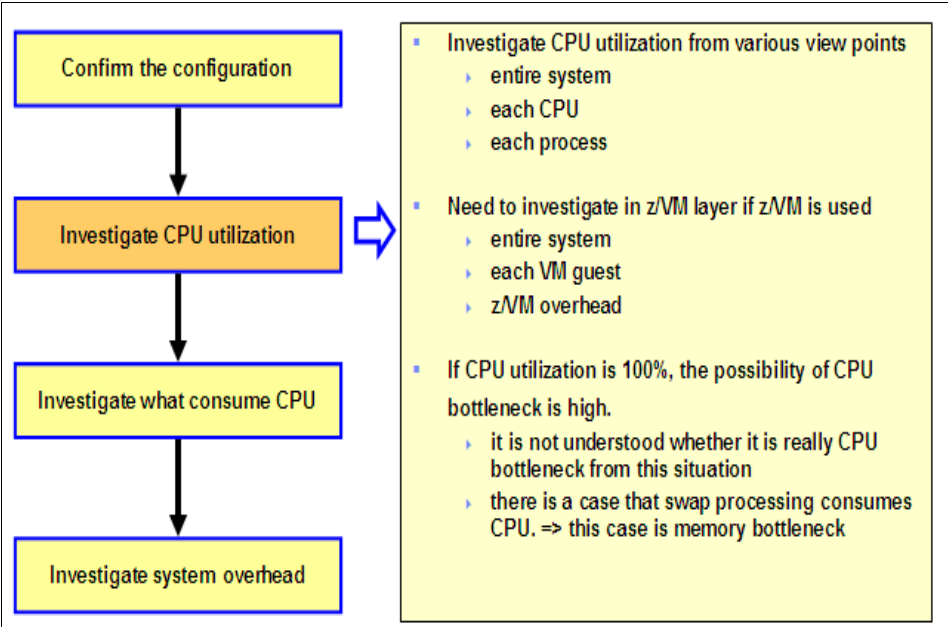 Confirm the configuration
Investigate CPU utilization
Investigate what consume CPU
Investigate system overhead
Investigate CPU utilization from various view points
entire system
each CPU
each process
Need to investigate in z/VM layer if z/VM is used
entire system
each VM guest
z/VM overhead
If CPU utilization is 100%, the possibility of CPU
bottleneck is high.
it is not understood whether it is really CPU
bottleneck from this situation
there is a case that swap processing consumes
CPU. => this case is memory bottleneck